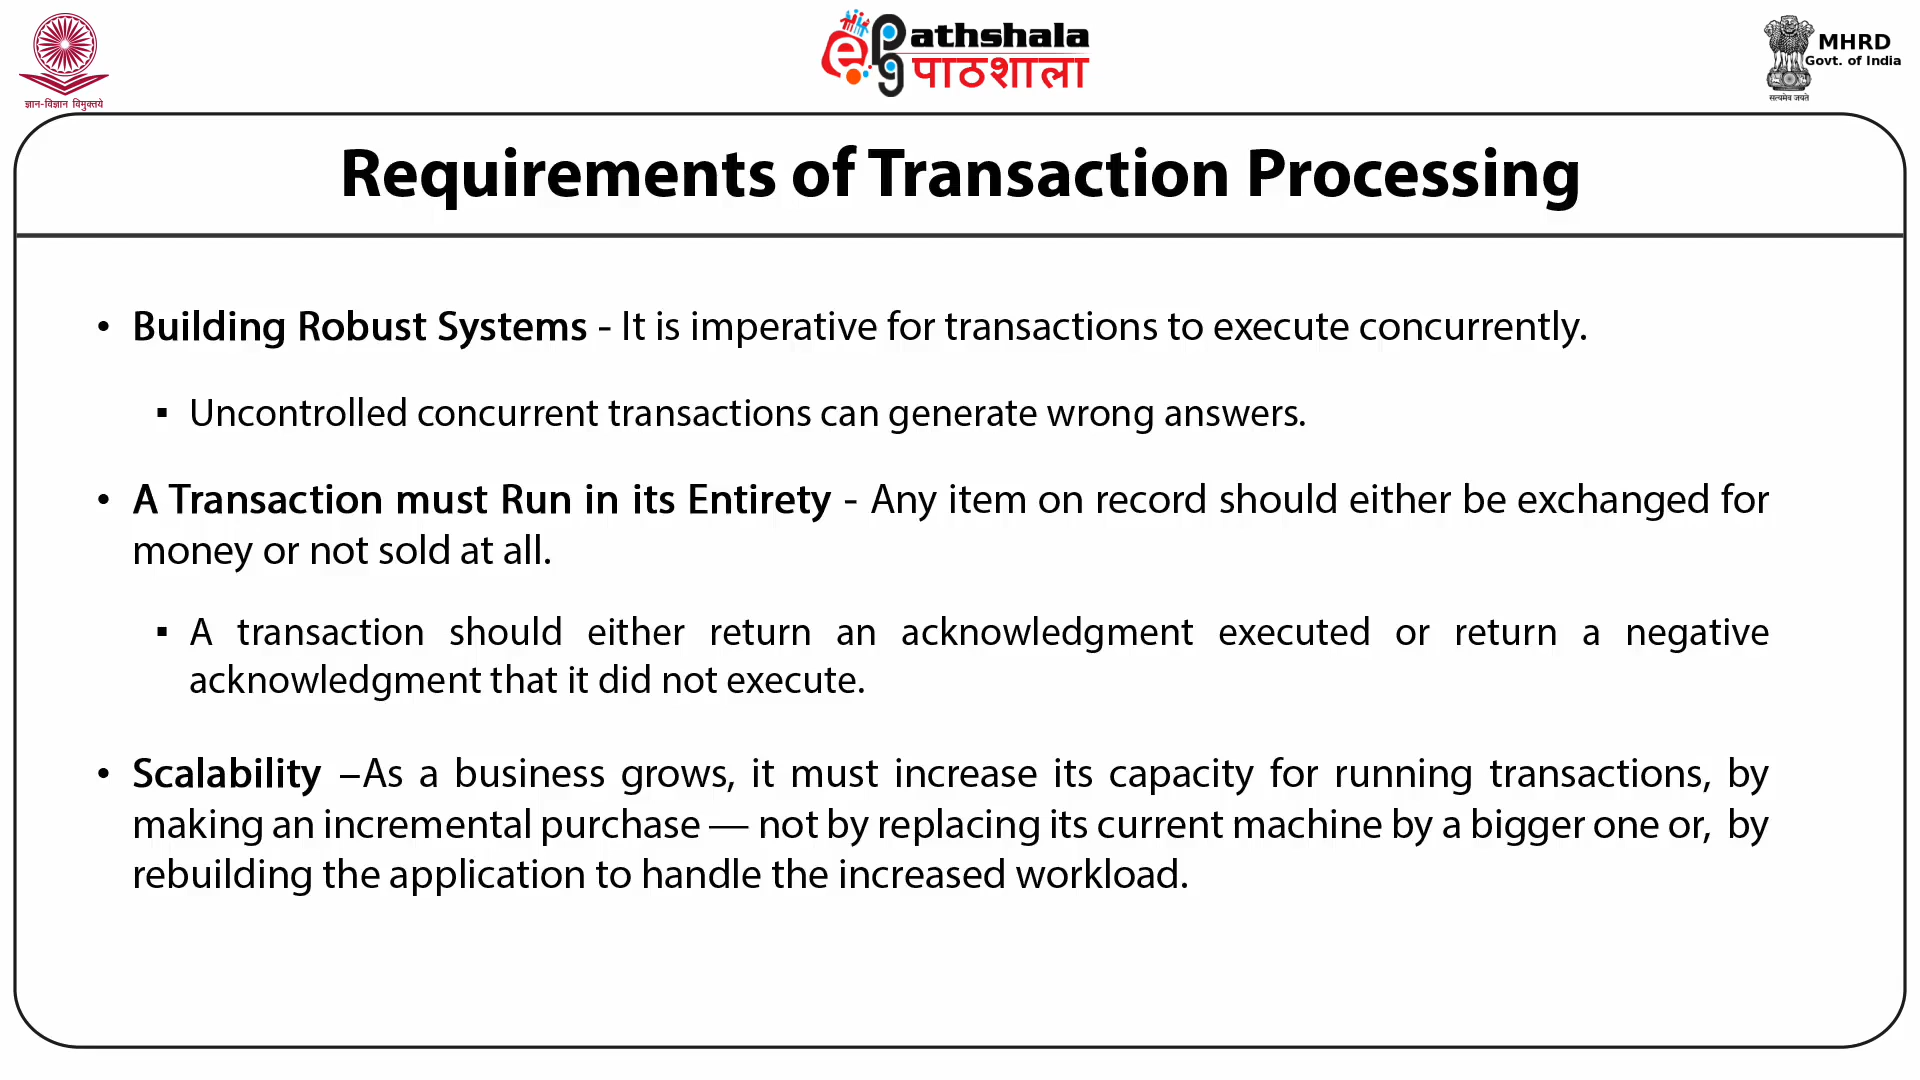 ज्ञान-विज्ञान विमुक्तये
ePG athshala
पाठशाला
MHRD
Govt. of India
सत्यमेव जयते
Requirements of Transaction Processing
• Building Robust Systems - It is imperative for transactions to execute concurrently.
▪ Uncontrolled concurrent transactions can generate wrong answers.
• A Transaction must Run in its Entirety - Any item on record should either be exchanged for
money or not sold at all.
▪ A transaction should either return an acknowledgment executed or return a negative
acknowledgment that it did not execute.
• Scalability –As a business grows, it must increase its capacity for running transactions, by
making an incremental purchase — not by replacing its current machine by a bigger one or, by
rebuilding the application to handle the increased workload.